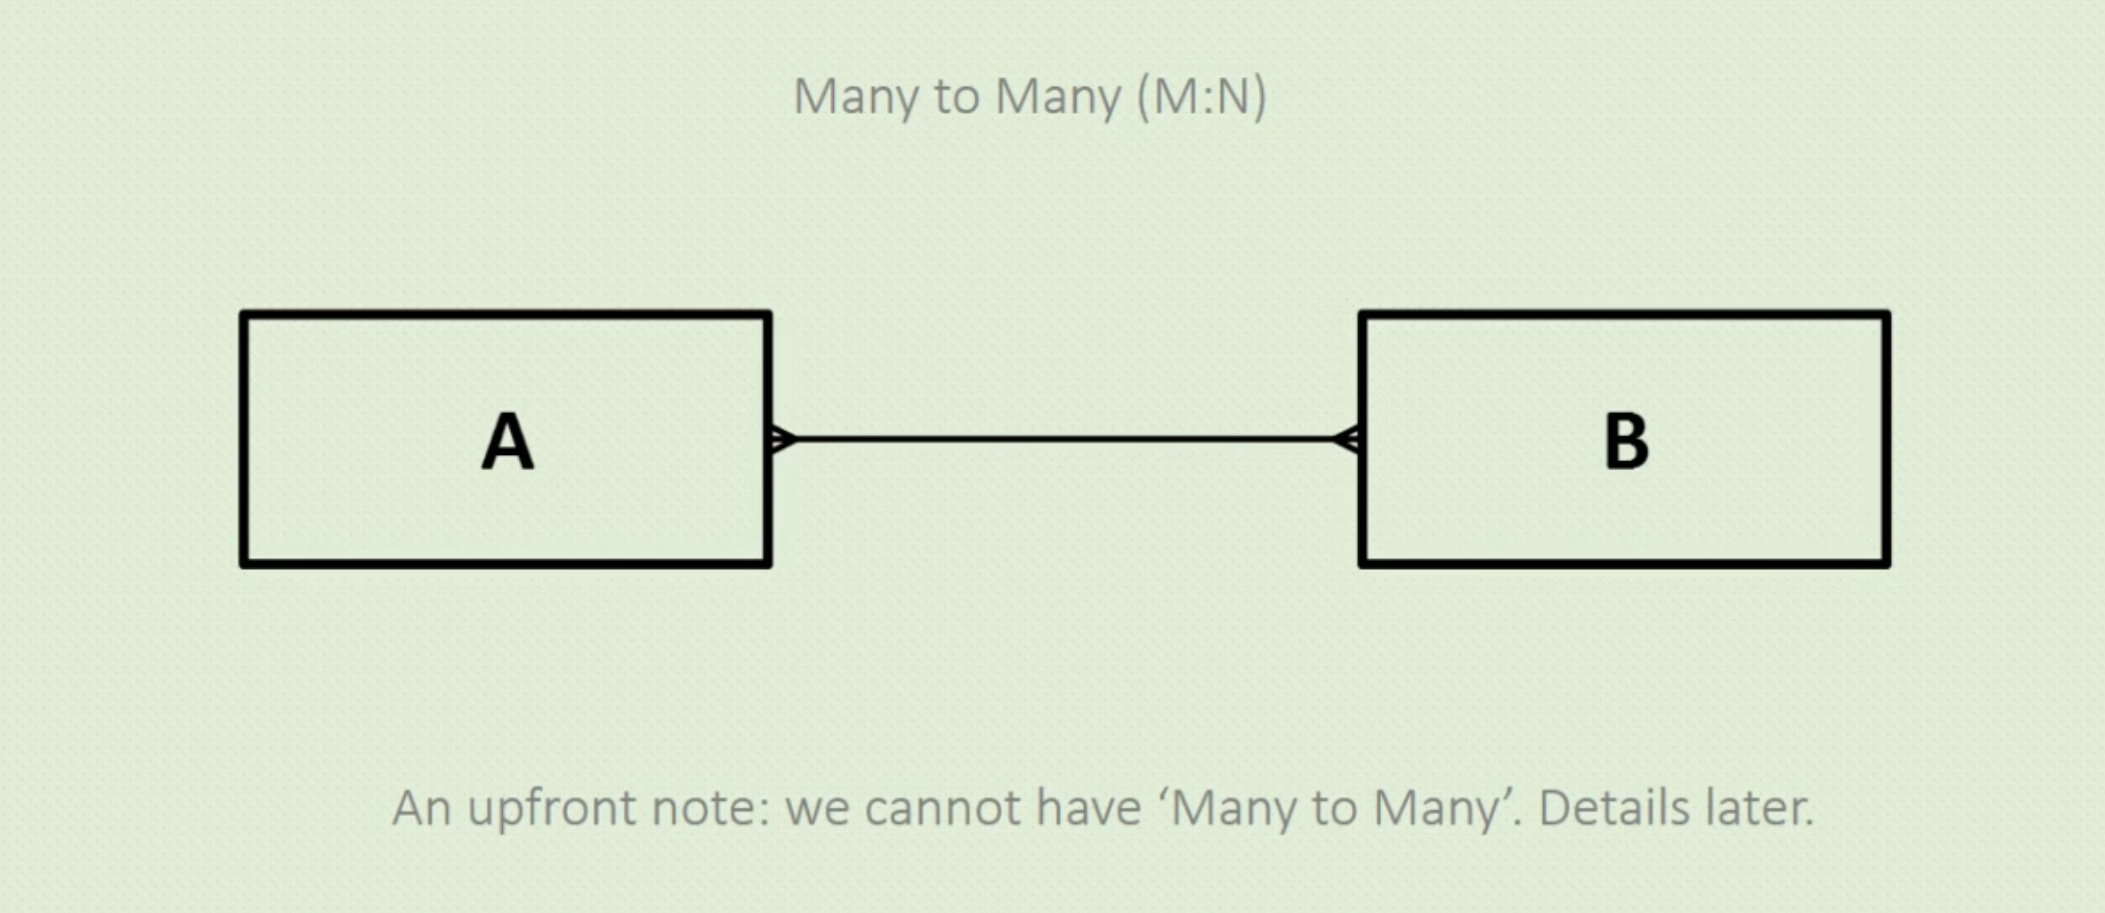 Many to Many (M:N)
A
B
An upfront note: we cannot have ‘Many to Many’. Details later.